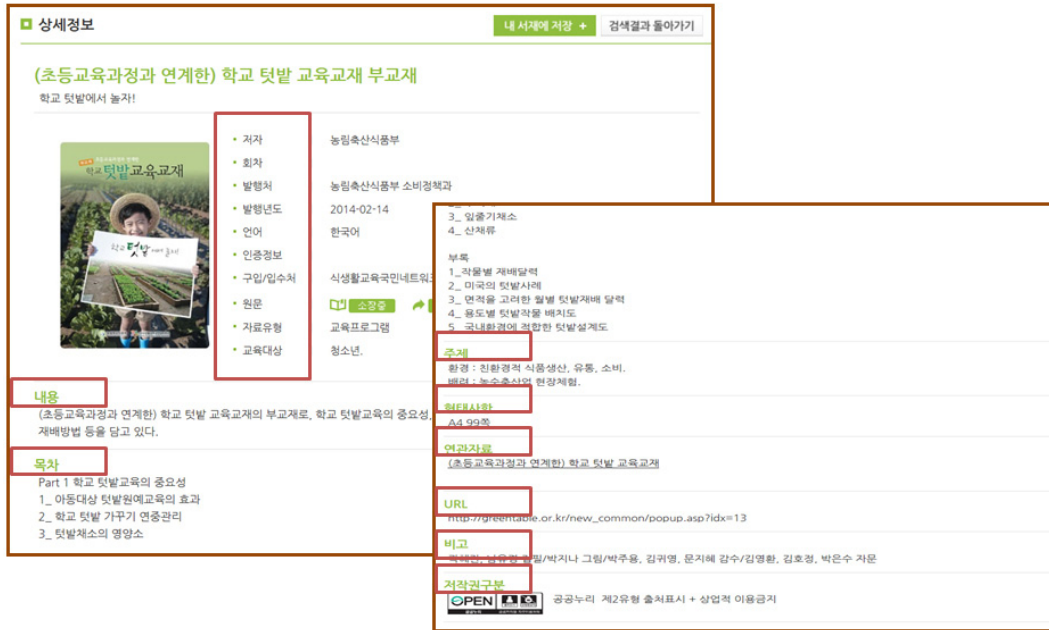 상세정보
내 서재에 저장 +
검색결과 돌아가기
(초등교육과정과 연계한) 학교 텃밭 교육교재 부교재
학교 텃밭에서 놀자!
학교 텃밭 교육교재
학교 텃밭에서 놀자!
저자 농림축산식품부
회차
발행처 농림축산식품부 소비정책과
발행년도 2014-02-14
언어 한국어
인증정보
구입/입수처 식생활교육국민네트워크
원문 소장중
자료유형 교육프로그램
교육대상 청소년.
내용
(초등교육과정과 연계한) 학교 텃밭 교육교재의 부교재로, 학교 텃밭교육의 중요성,
재배방법 등을 담고 있다.
목차
Part 1 학교 텃밭교육의 중요성
1_ 아동대상 텃밭원예교육의 효과
2_ 학교 텃밭 가꾸기 연중관리
3_ 텃밭채소의 영양소
3_ 잎줄기채소
4_ 산채류
부록
1_작물별 재배달력
2_ 미국의 텃밭사례
3_ 면적을 고려한 월별 텃밭재배 달력
4_ 용도별 텃밭작물 배치도
5_ 국내환경에 적합한 텃밭설계도
주제
환경 : 친환경적 식품생산, 유통, 소비.
배려 : 농수축산업 현장체험.
형태사항
A4 99쪽
연관자료
(초등교육과정과 연계한) 학교 텃밭 교육교재
URL
http://greentable.or.kr/new_common/popup.asp?idx=13
비고
집필/박지나 그림/박주용, 김귀영, 문지혜 감수/김영환, 김호정, 박은수 자문
저작권구분
OPEN 공공누리 제2유형 출처표시 + 상업적 이용금지